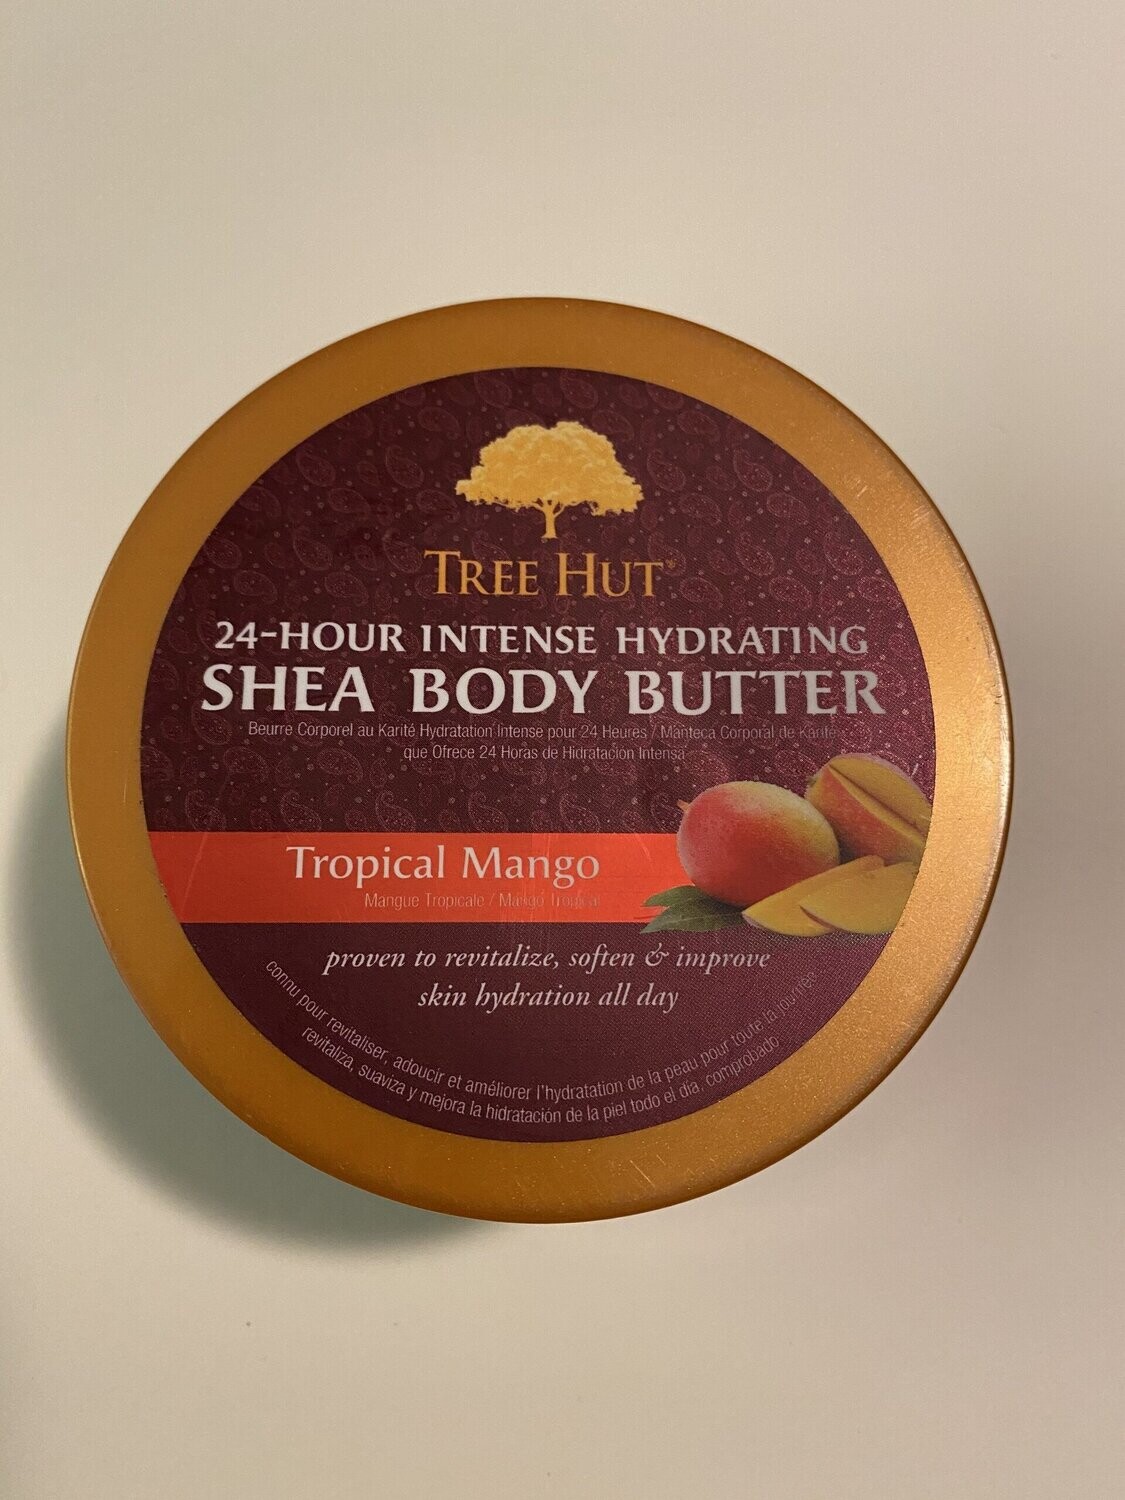 TREE HUT®
24-HOUR INTENSE HYDRATING
SHEA BODY BUTTER
Beurre Corporel au Karité Hydratation Intense pour 24 Heures / Manteca Corporal de Karité
que Ofrece 24 Horas de Hidratación Intensa
Tropical Mango
Mangue Tropicale / Mango Tropical
proven to revitalize, soften & improve
skin hydration all day
connu pour revitaliser, adoucir et améliorer l'hydratation de la peau pour toute la journée
revitaliza, suaviza y mejora la hidratación de la piel todo el día, comprobado